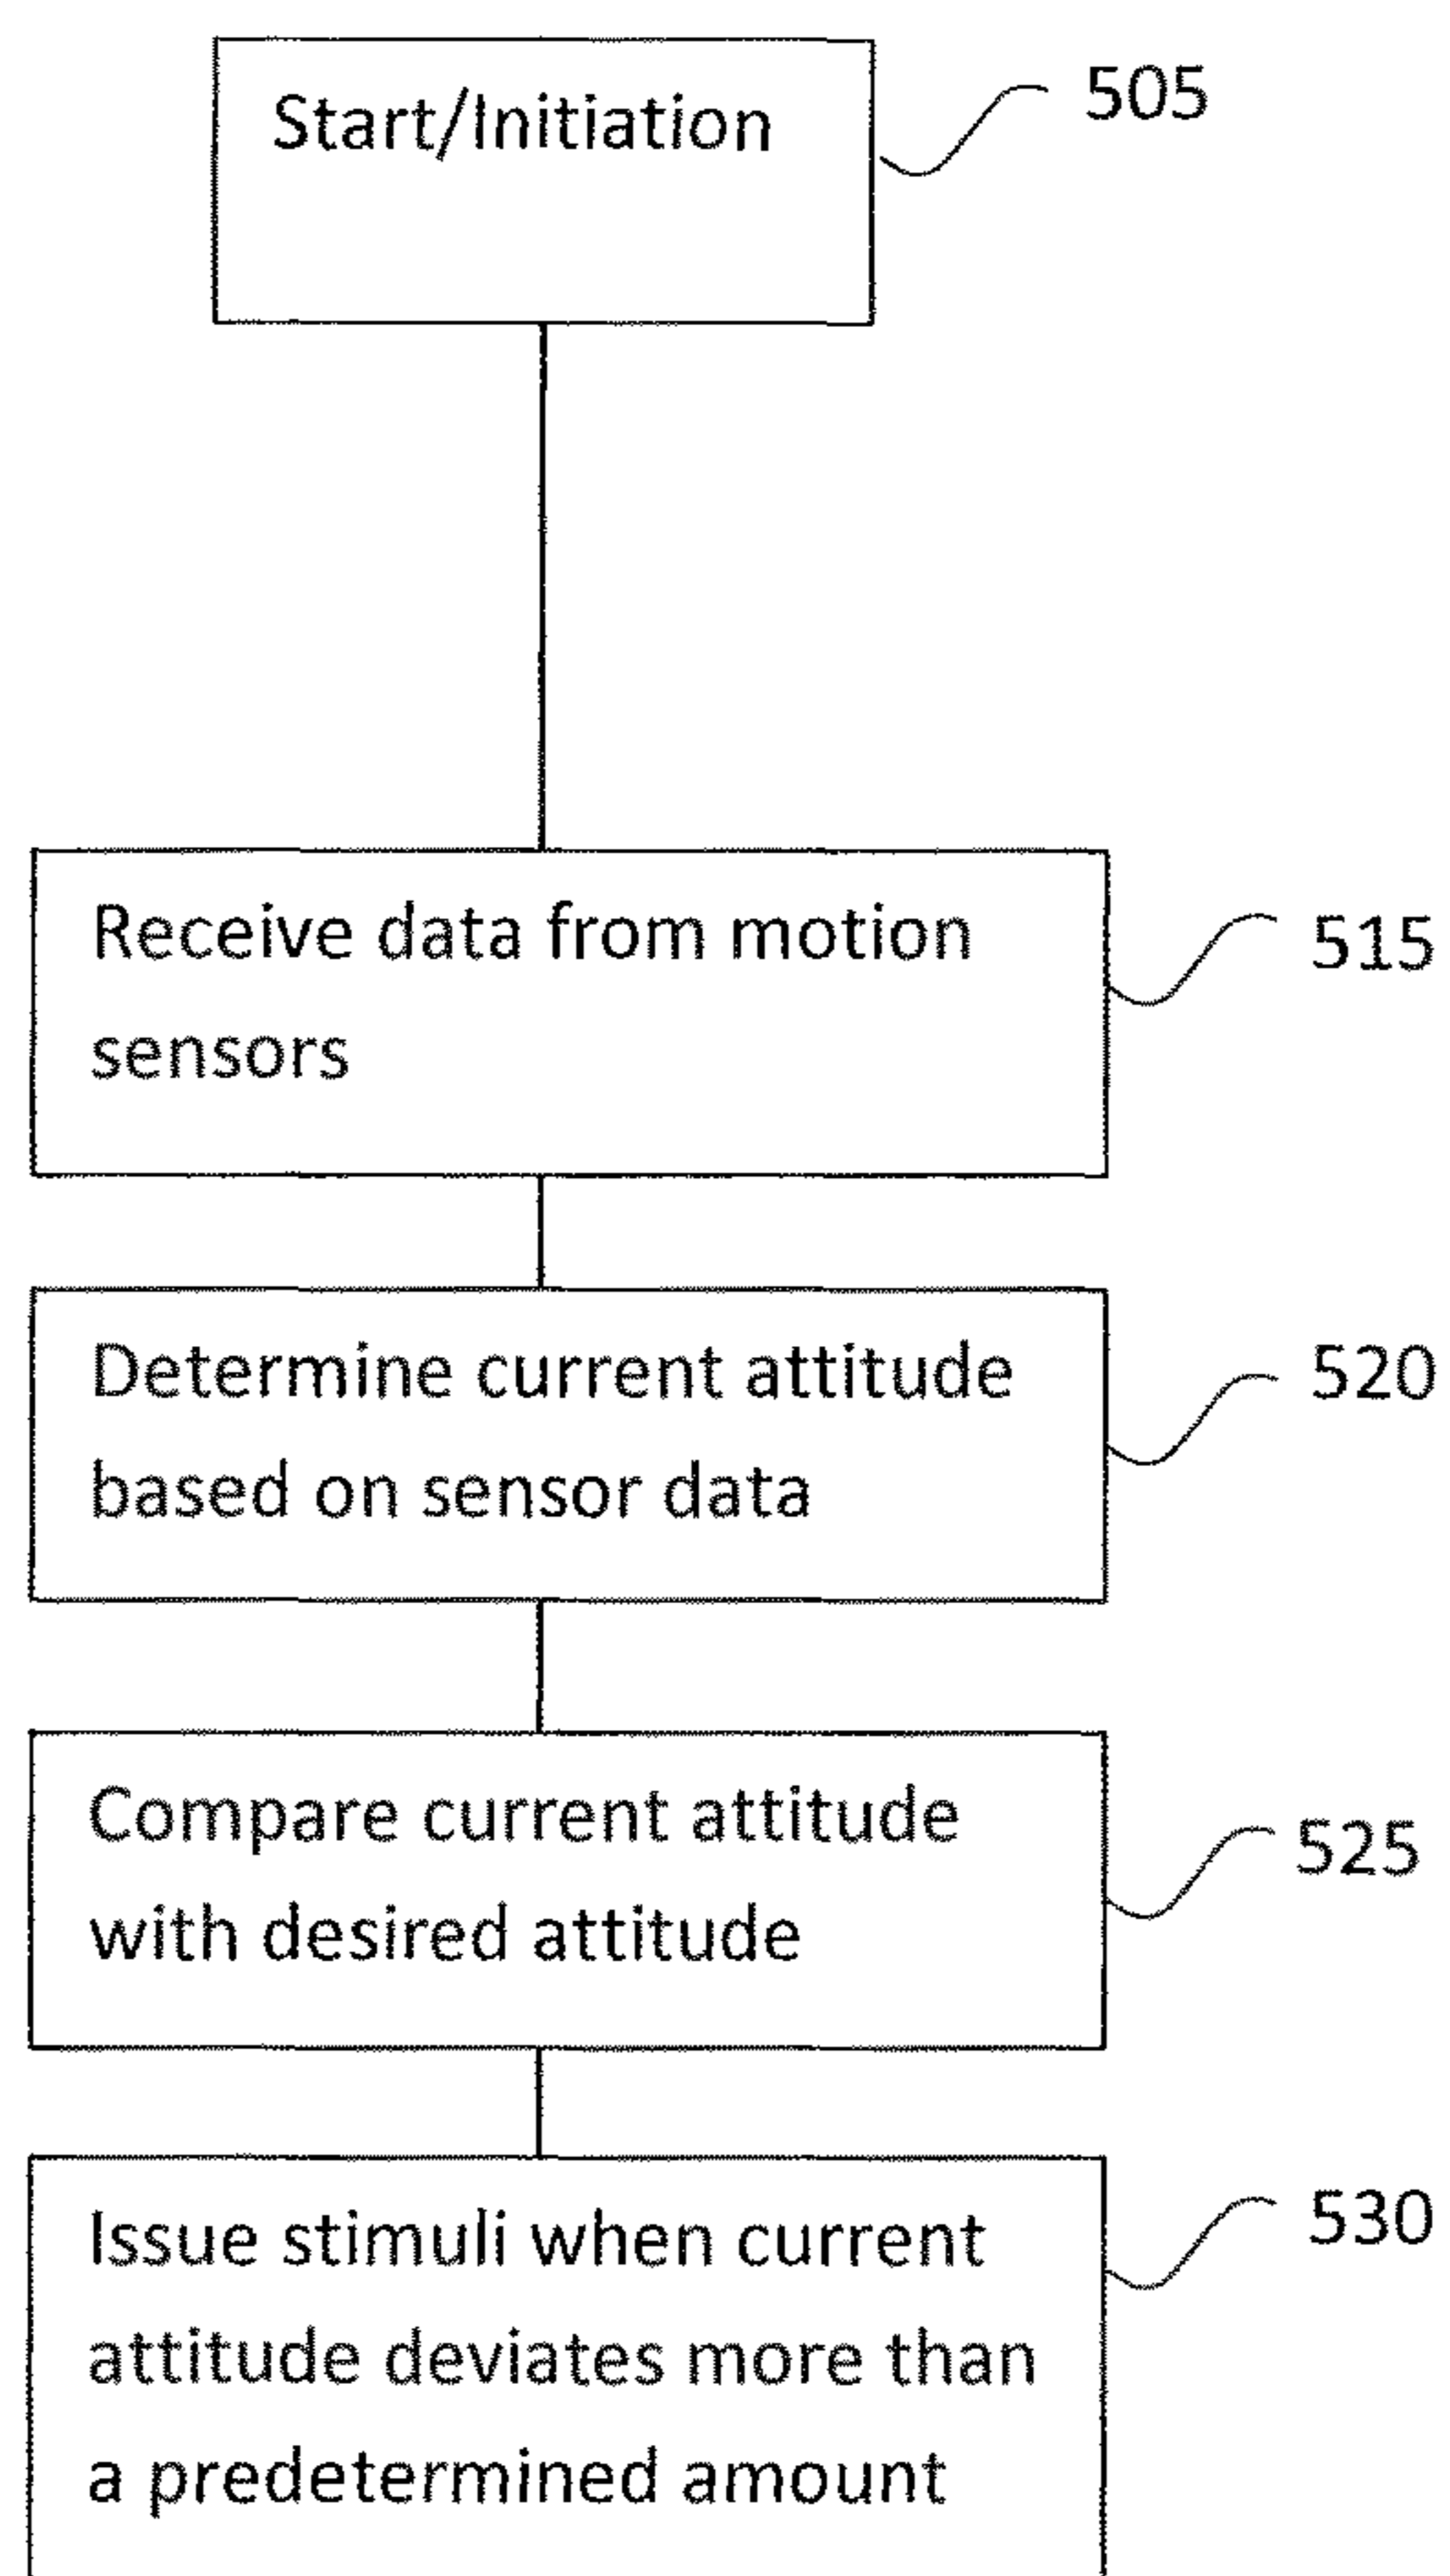 Start/Initiation
505
Receive data from motion
sensors
515
Determine current attitude
based on sensor data
520
Compare current attitude
with desired attitude
525
Issue stimuli when current
attitude deviates more than
a predetermined amount
530